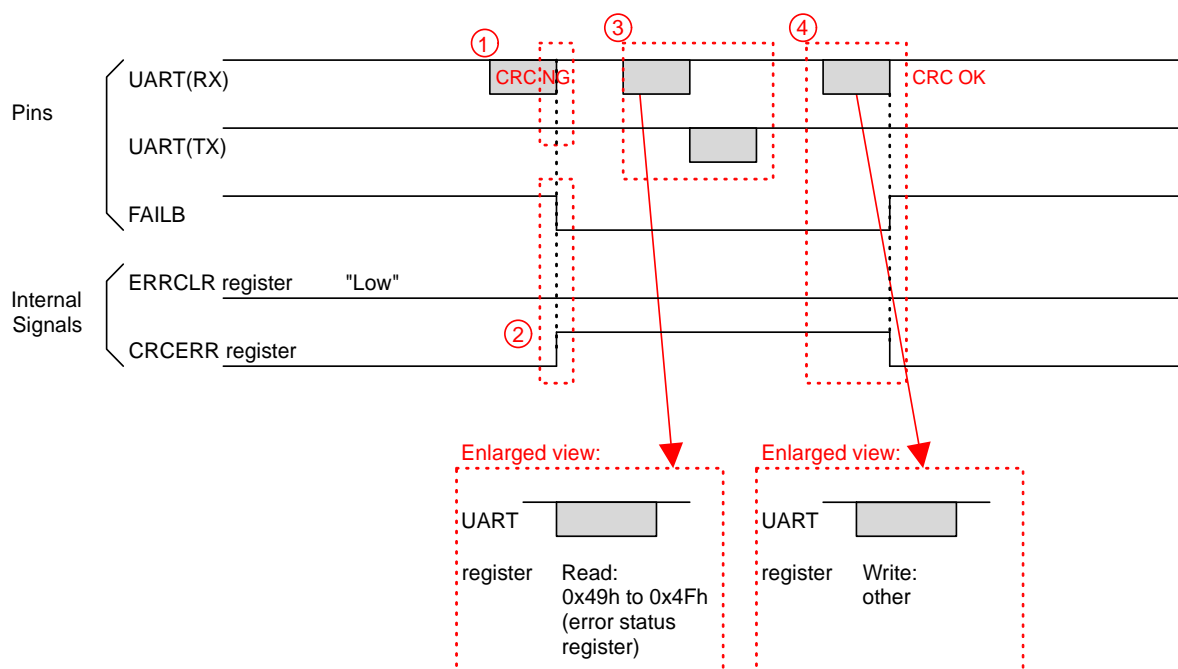 ① ③ ④
UART(RX) CRC NG CRC OK
Pins
UART(TX)
FAILB
ERRCLR register "Low"
Internal
Signals
②
CRCERR register
Enlarged view: Enlarged view:
UART UART
register Read: register Write:
0x49h to 0x4Fh other
(error status
register)